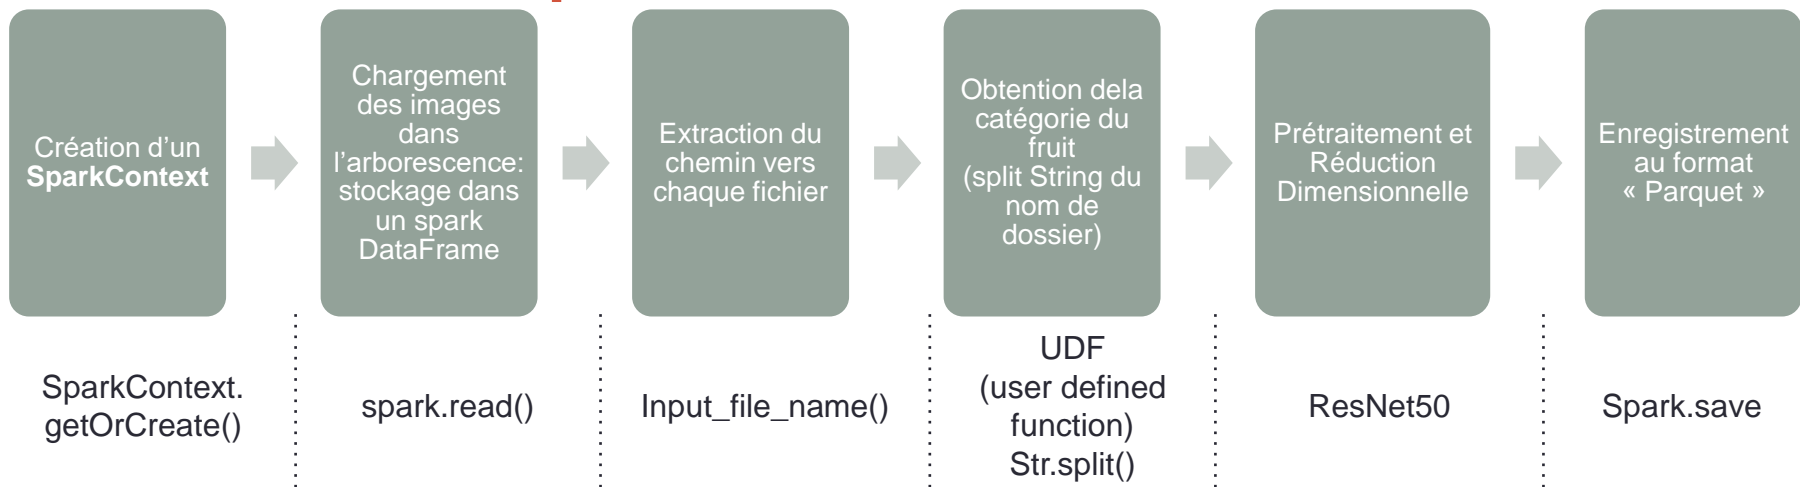 Création d’un
SparkContext
Chargement
des images
dans
l’arborescence:
stockage dans
un spark
DataFrame
Extraction du
chemin vers
chaque fichier
Obtention dela
catégorie du
fruit
(split String du
nom de
dossier)
Prétraitement et
Réduction
Dimensionnelle
Enregistrement
au format
« Parquet »
SparkContext.
getOrCreate()
spark.read()
Input_file_name()
UDF
(user defined
function)
Str.split()
ResNet50
Spark.save